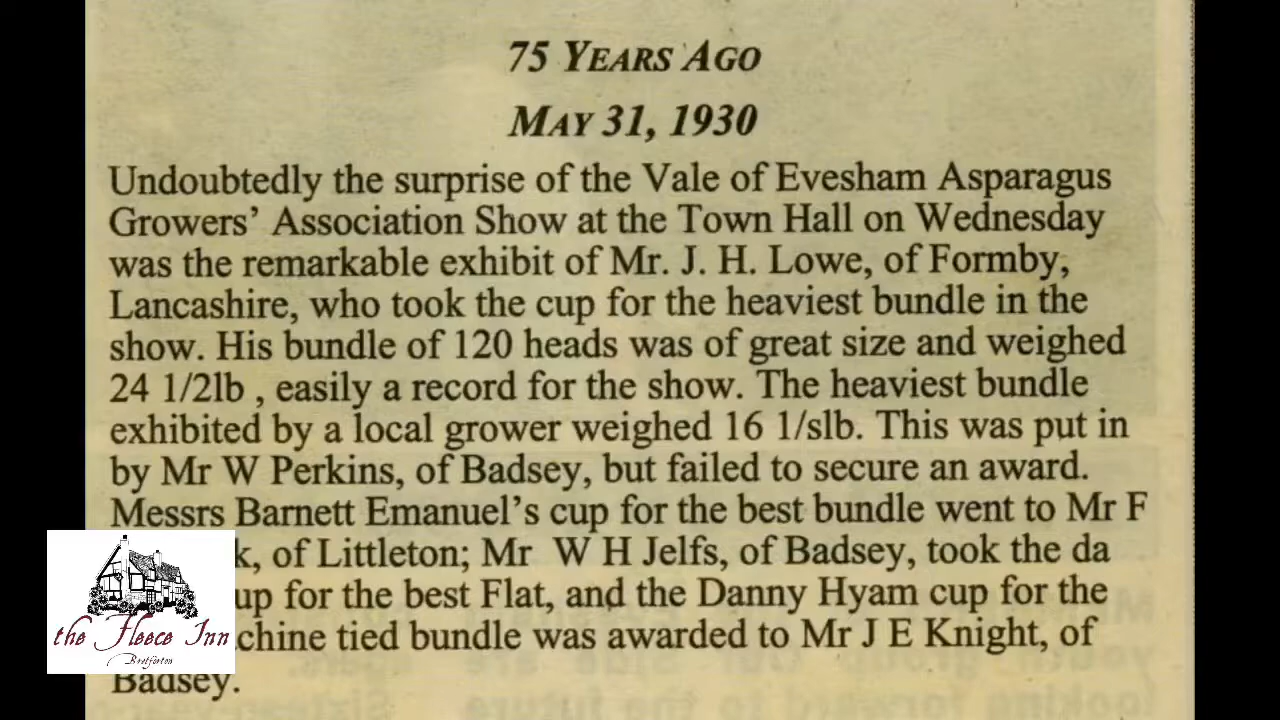 75 YEARS AGO
MAY 31, 1930
Undoubtedly the surprise of the Vale of Evesham Asparagus
Growers’ Association Show at the Town Hall on Wednesday
was the remarkable exhibit of Mr. J. H. Lowe, of Formby,
Lancashire, who took the cup for the heaviest bundle in the
show. His bundle of 120 heads was of great size and weighed
24 1/2lb , easily a record for the show. The heaviest bundle
exhibited by a local grower weighed 16 1/slb. This was put in
by Mr W Perkins, of Badsey, but failed to secure an award.
Messrs Barnett Emanuel’s cup for the best bundle went to Mr F
k, of Littleton; Mr W H Jelfs, of Badsey, took the da
up for the best Flat, and the Danny Hyam cup for the
chine tied bundle was awarded to Mr J E Knight, of
Badsey.
the Fleece Inn
Bretforton